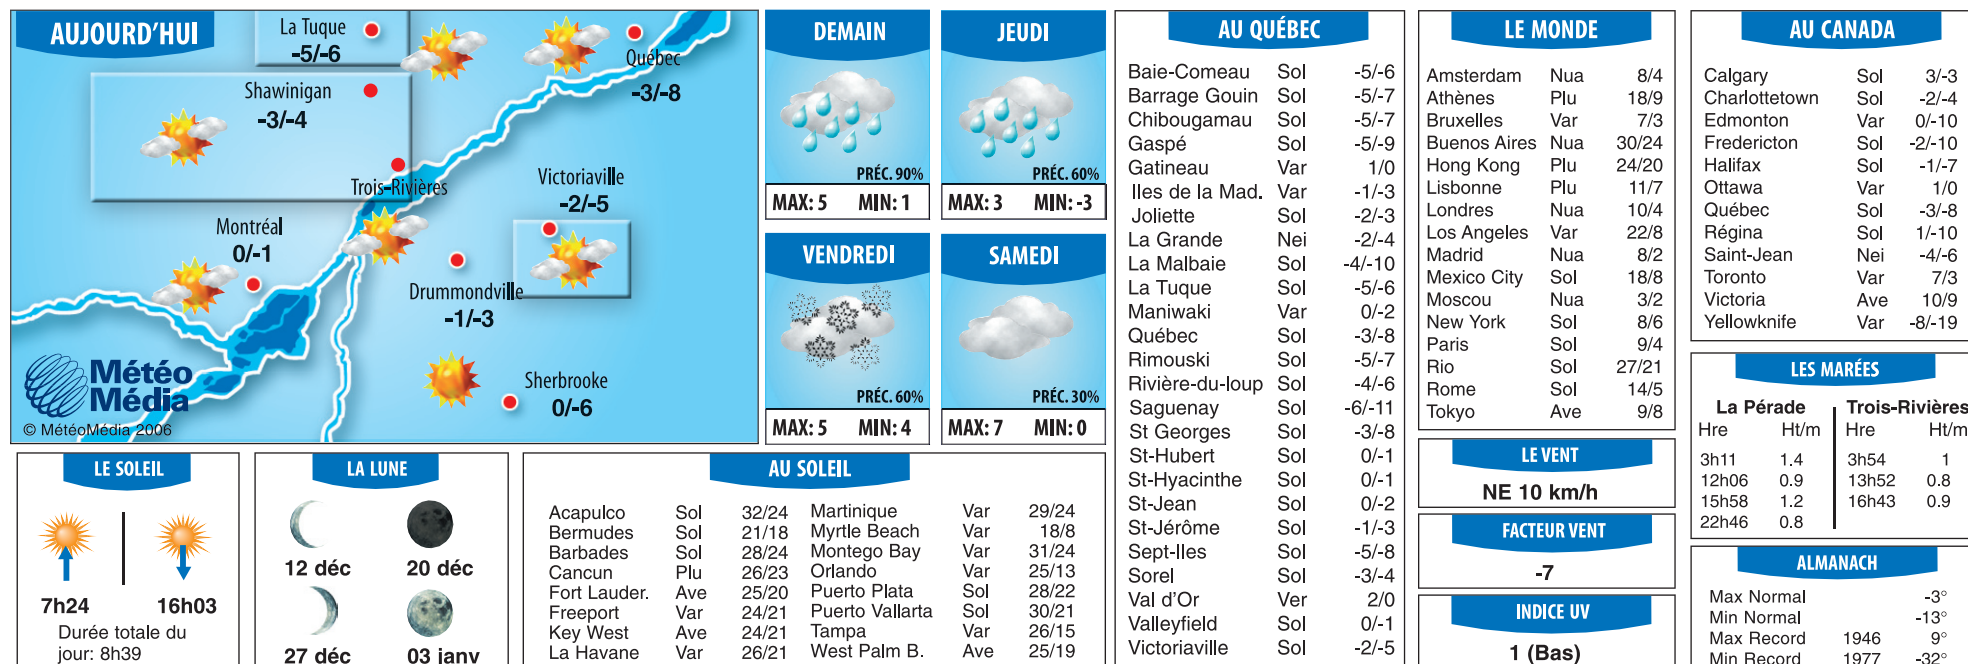 AUJOURD'HUI
La Tuque
-5/-6
Québec
-3/-8
Shawinigan
-3/-4
Trois-Rivières
Victoriaville
-2/-5
Montréal
0/-1
Drummondville
-1/-3
Sherbrooke
0/-6
Météo
Média
© MétéoMédia 2006
DEMAIN
PRÉC. 90%
MAX: 5 MIN: 1
JEUDI
PRÉC. 60%
MAX: 3 MIN: -3
VENDREDI
PRÉC. 60%
MAX: 5 MIN: 4
SAMEDI
PRÉC. 30%
MAX: 7 MIN: 0
LE SOLEIL
7h24 16h03
Durée totale du
jour: 8h39
LA LUNE
12 déc 20 déc
27 déc 03 janv
AU SOLEIL
Acapulco Sol 32/24 Martinique Var 29/24
Bermudes Sol 21/18 Myrtle Beach Var 18/8
Barbades Sol 28/24 Montego Bay Var 31/24
Cancun Plu 26/23 Orlando Var 25/13
Fort Lauder. Ave 25/20 Puerto Plata Sol 28/22
Freeport Var 24/21 Puerto Vallarta Sol 30/21
Key West Ave 24/21 Tampa Var 26/15
La Havane Var 26/21 West Palm B. Ave 25/19
AU QUÉBEC
Baie-Comeau Sol -5/-6
Barrage Gouin Sol -5/-7
Chibougamau Sol -5/-7
Gaspé Sol -5/-9
Gatineau Var 1/0
Iles de la Mad. Var -1/-3
Joliette Sol -2/-3
La Grande Nei -2/-4
La Malbaie Sol -4/-10
La Tuque Sol -5/-6
Maniwaki Var 0/-2
Québec Sol -3/-8
Rimouski Sol -5/-7
Rivière-du-loup Sol -4/-6
Saguenay Sol -6/-11
St Georges Sol -3/-8
St-Hubert Sol 0/-1
St-Hyacinthe Sol 0/-1
St-Jean Sol 0/-2
St-Jérôme Sol -1/-3
Sept-Iles Sol -5/-8
Sorel Sol -3/-4
Val d'Or Ver 2/0
Valleyfield Sol 0/-1
Victoriaville Sol -2/-5
LE MONDE
Amsterdam Nua 8/4
Athènes Plu 18/9
Bruxelles Var 7/3
Buenos Aires Nua 30/24
Hong Kong Plu 24/20
Lisbonne Plu 11/7
Londres Nua 10/4
Los Angeles Var 22/8
Madrid Nua 8/2
Mexico City Sol 18/8
Moscou Nua 3/2
New York Sol 8/6
Paris Sol 9/4
Rio Sol 27/21
Rome Sol 14/5
Tokyo Ave 9/8
LE VENT
NE 10 km/h
FACTEUR VENT
-7
INDICE UV
1 (Bas)
AU CANADA
Calgary Sol 3/-3
Charlottetown Sol -2/-4
Edmonton Var 0/-10
Fredericton Sol -2/-10
Halifax Sol -1/-7
Ottawa Var 1/0
Québec Sol -3/-8
Régina Sol 1/-10
Saint-Jean Nei -4/-6
Toronto Var 7/3
Victoria Ave 10/9
Yellowknife Var -8/-19
LES MARÉES
La Pérade Trois-Rivières
Hre Ht/m Hre Ht/m
3h11 1.4 3h54 1
12h06 0.9 13h52 0.8
15h58 1.2 16h43 0.9
22h46 0.8
ALMANACH
Max Normal -3°
Min Normal -13°
Max Record 1946 9°
Min Record 1977 -32°